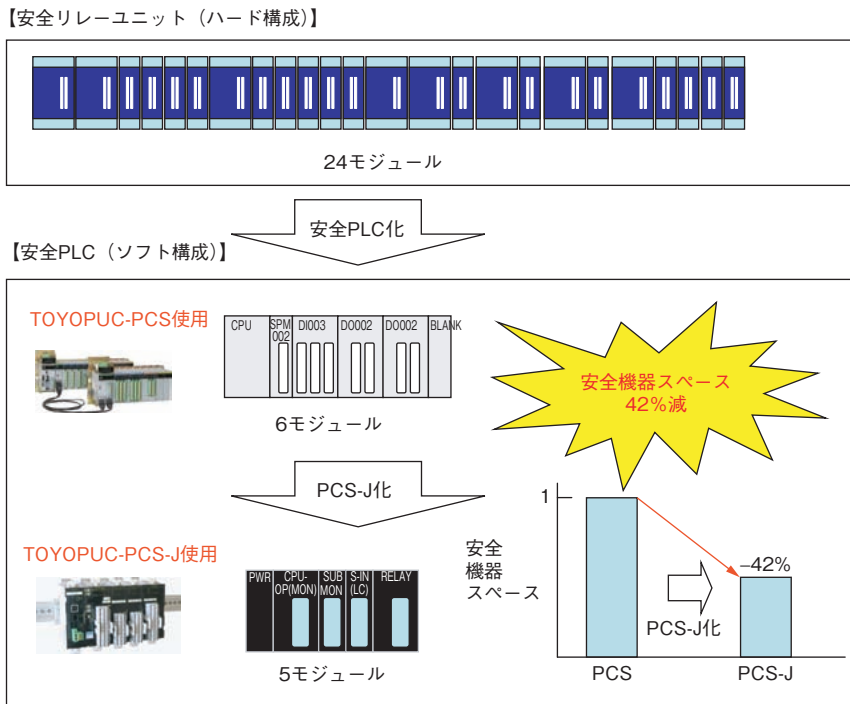 【安全リレーユニット（ハード構成）】
24モジュール
安全PLC化
【安全PLC（ソフト構成）】
TOYOPUC-PCS使用
CPU
SPM
002
DI003
DO002
DO002
BLANK
6モジュール
安全機器スペース
42%減
PCS-J化
TOYOPUC-PCS-J使用
PWR
CPU-
OP(MON)
SUB
MON
S-IN
(LC)
RELAY
5モジュール
安全
機器
スペース
1
−42%
PCS-J化
PCS
PCS-J